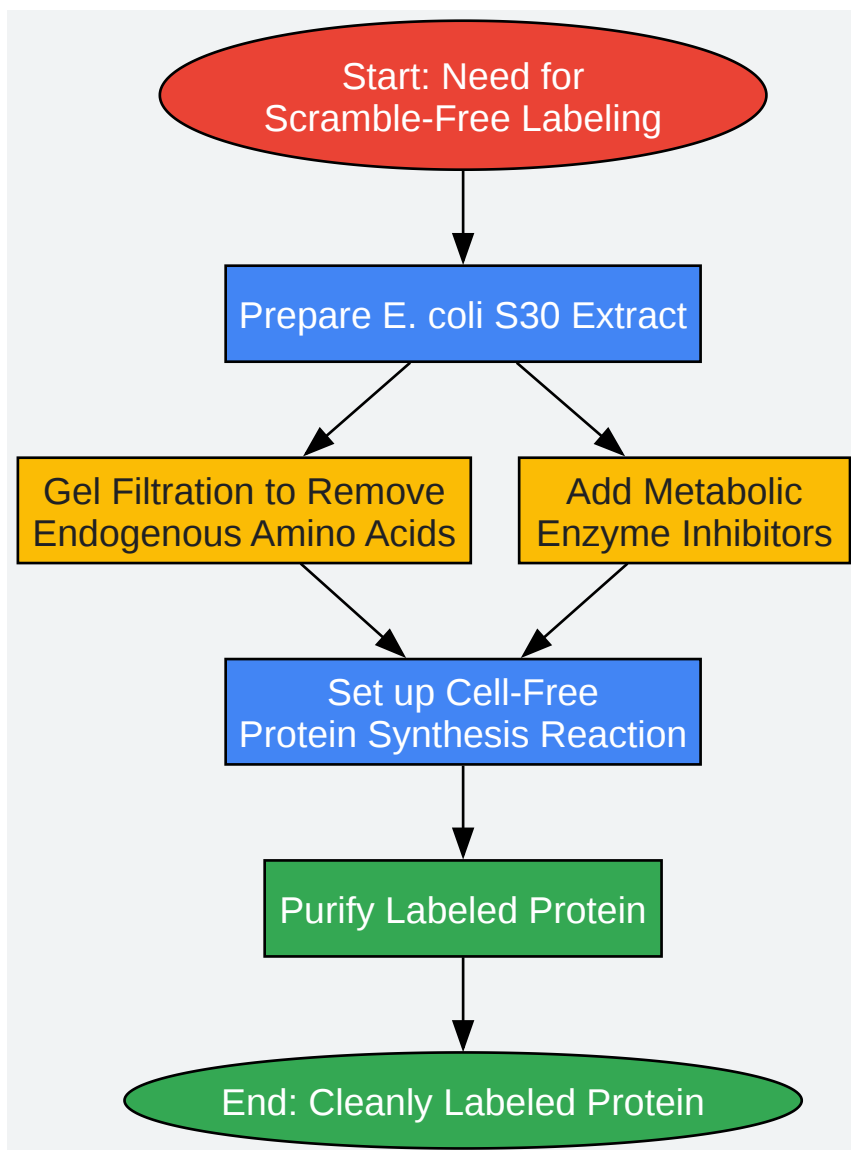 Start: Need for
Scramble-Free Labeling
Prepare E. coli S30 Extract
Gel Filtration to Remove
Endogenous Amino Acids
Add Metabolic
Enzyme Inhibitors
Set up Cell-Free
Protein Synthesis Reaction
Purify Labeled Protein
End: Cleanly Labeled Protein